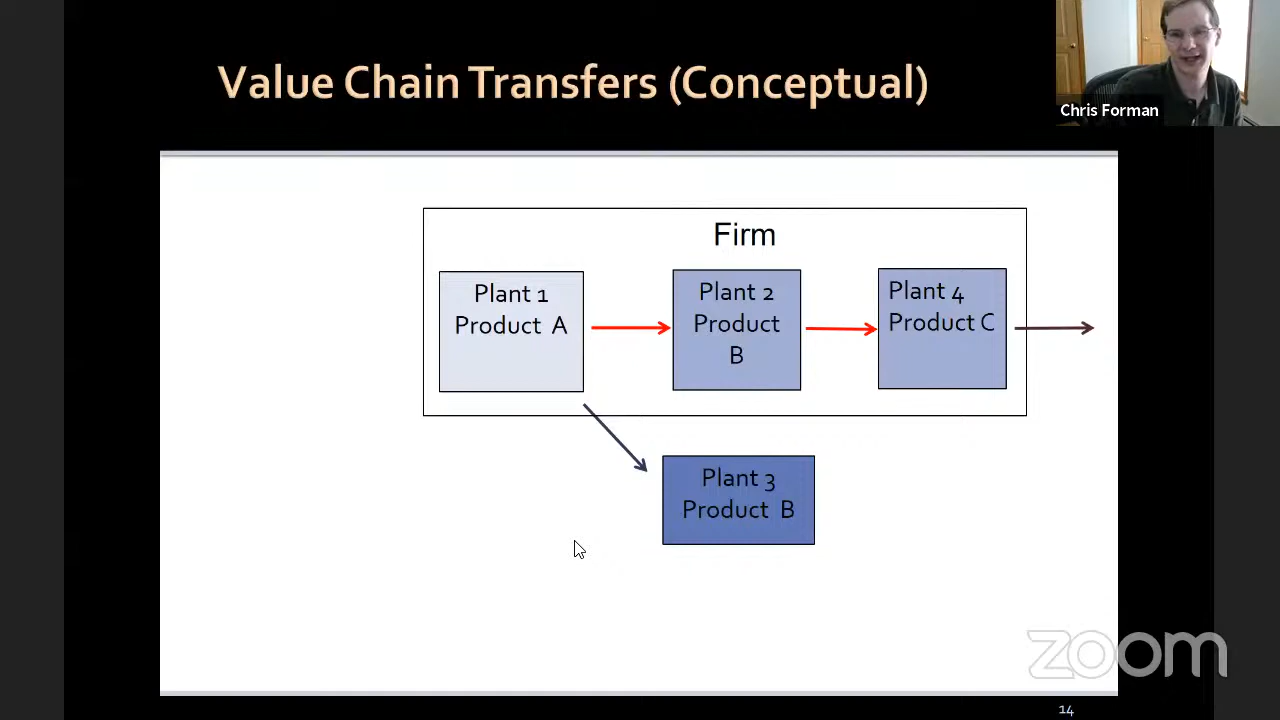 Value Chain Transfers (Conceptual)
Chris Forman
Firm
Plant 1
Product A
Plant 2
Product
B
Plant 4
Product C
Plant 3
Product B
zoom
14